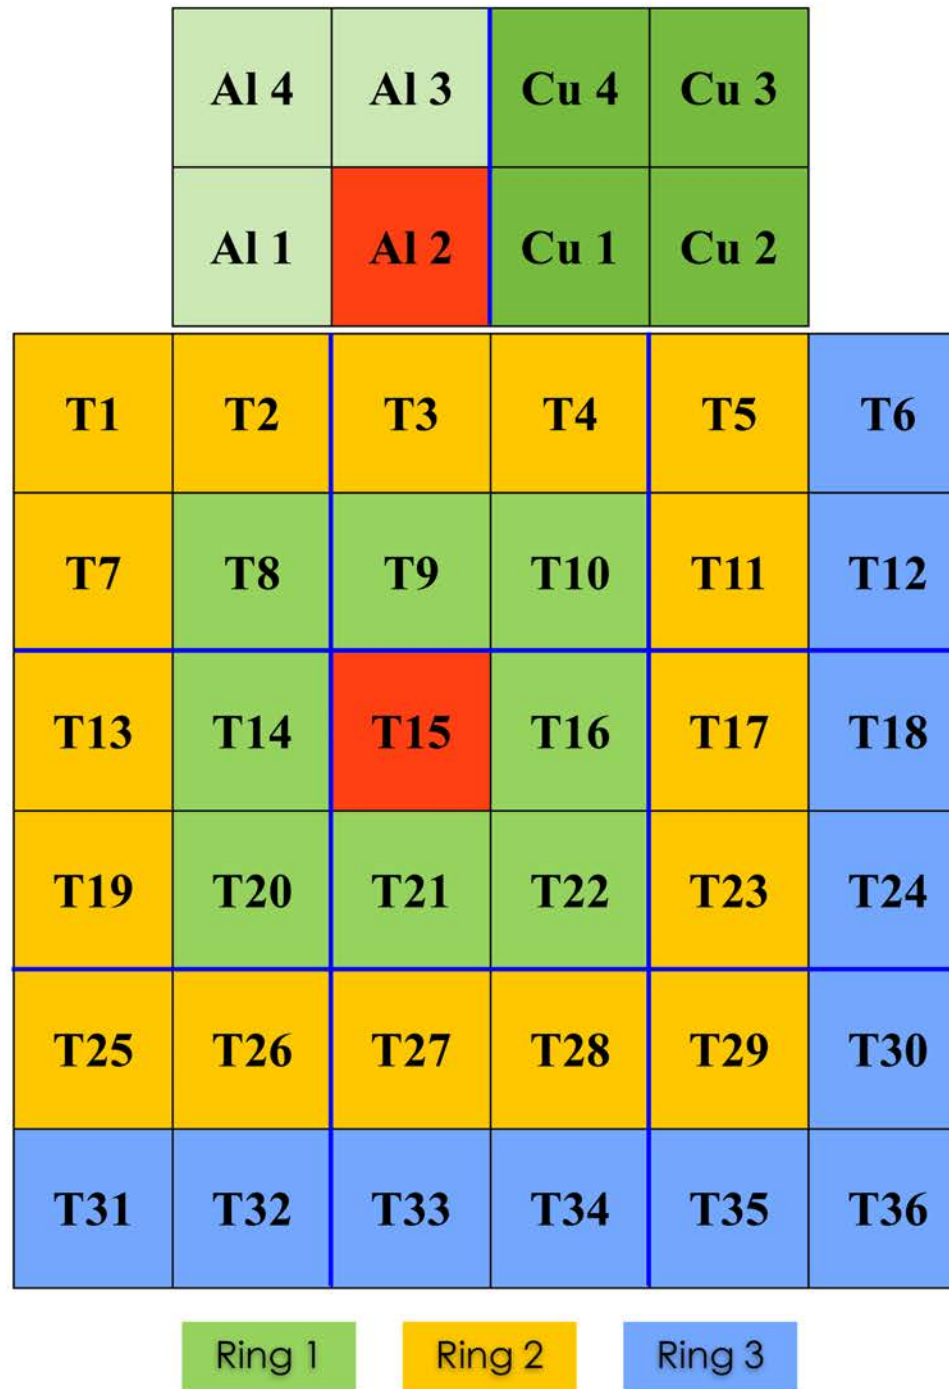 Al 4 Al 3 Cu 4 Cu 3
Al 1 Al 2 Cu 1 Cu 2
T1 T2 T3 T4 T5 T6
T7 T8 T9 T10 T11 T12
T13 T14 T15 T16 T17 T18
T19 T20 T21 T22 T23 T24
T25 T26 T27 T28 T29 T30
T31 T32 T33 T34 T35 T36
Ring 1 Ring 2 Ring 3